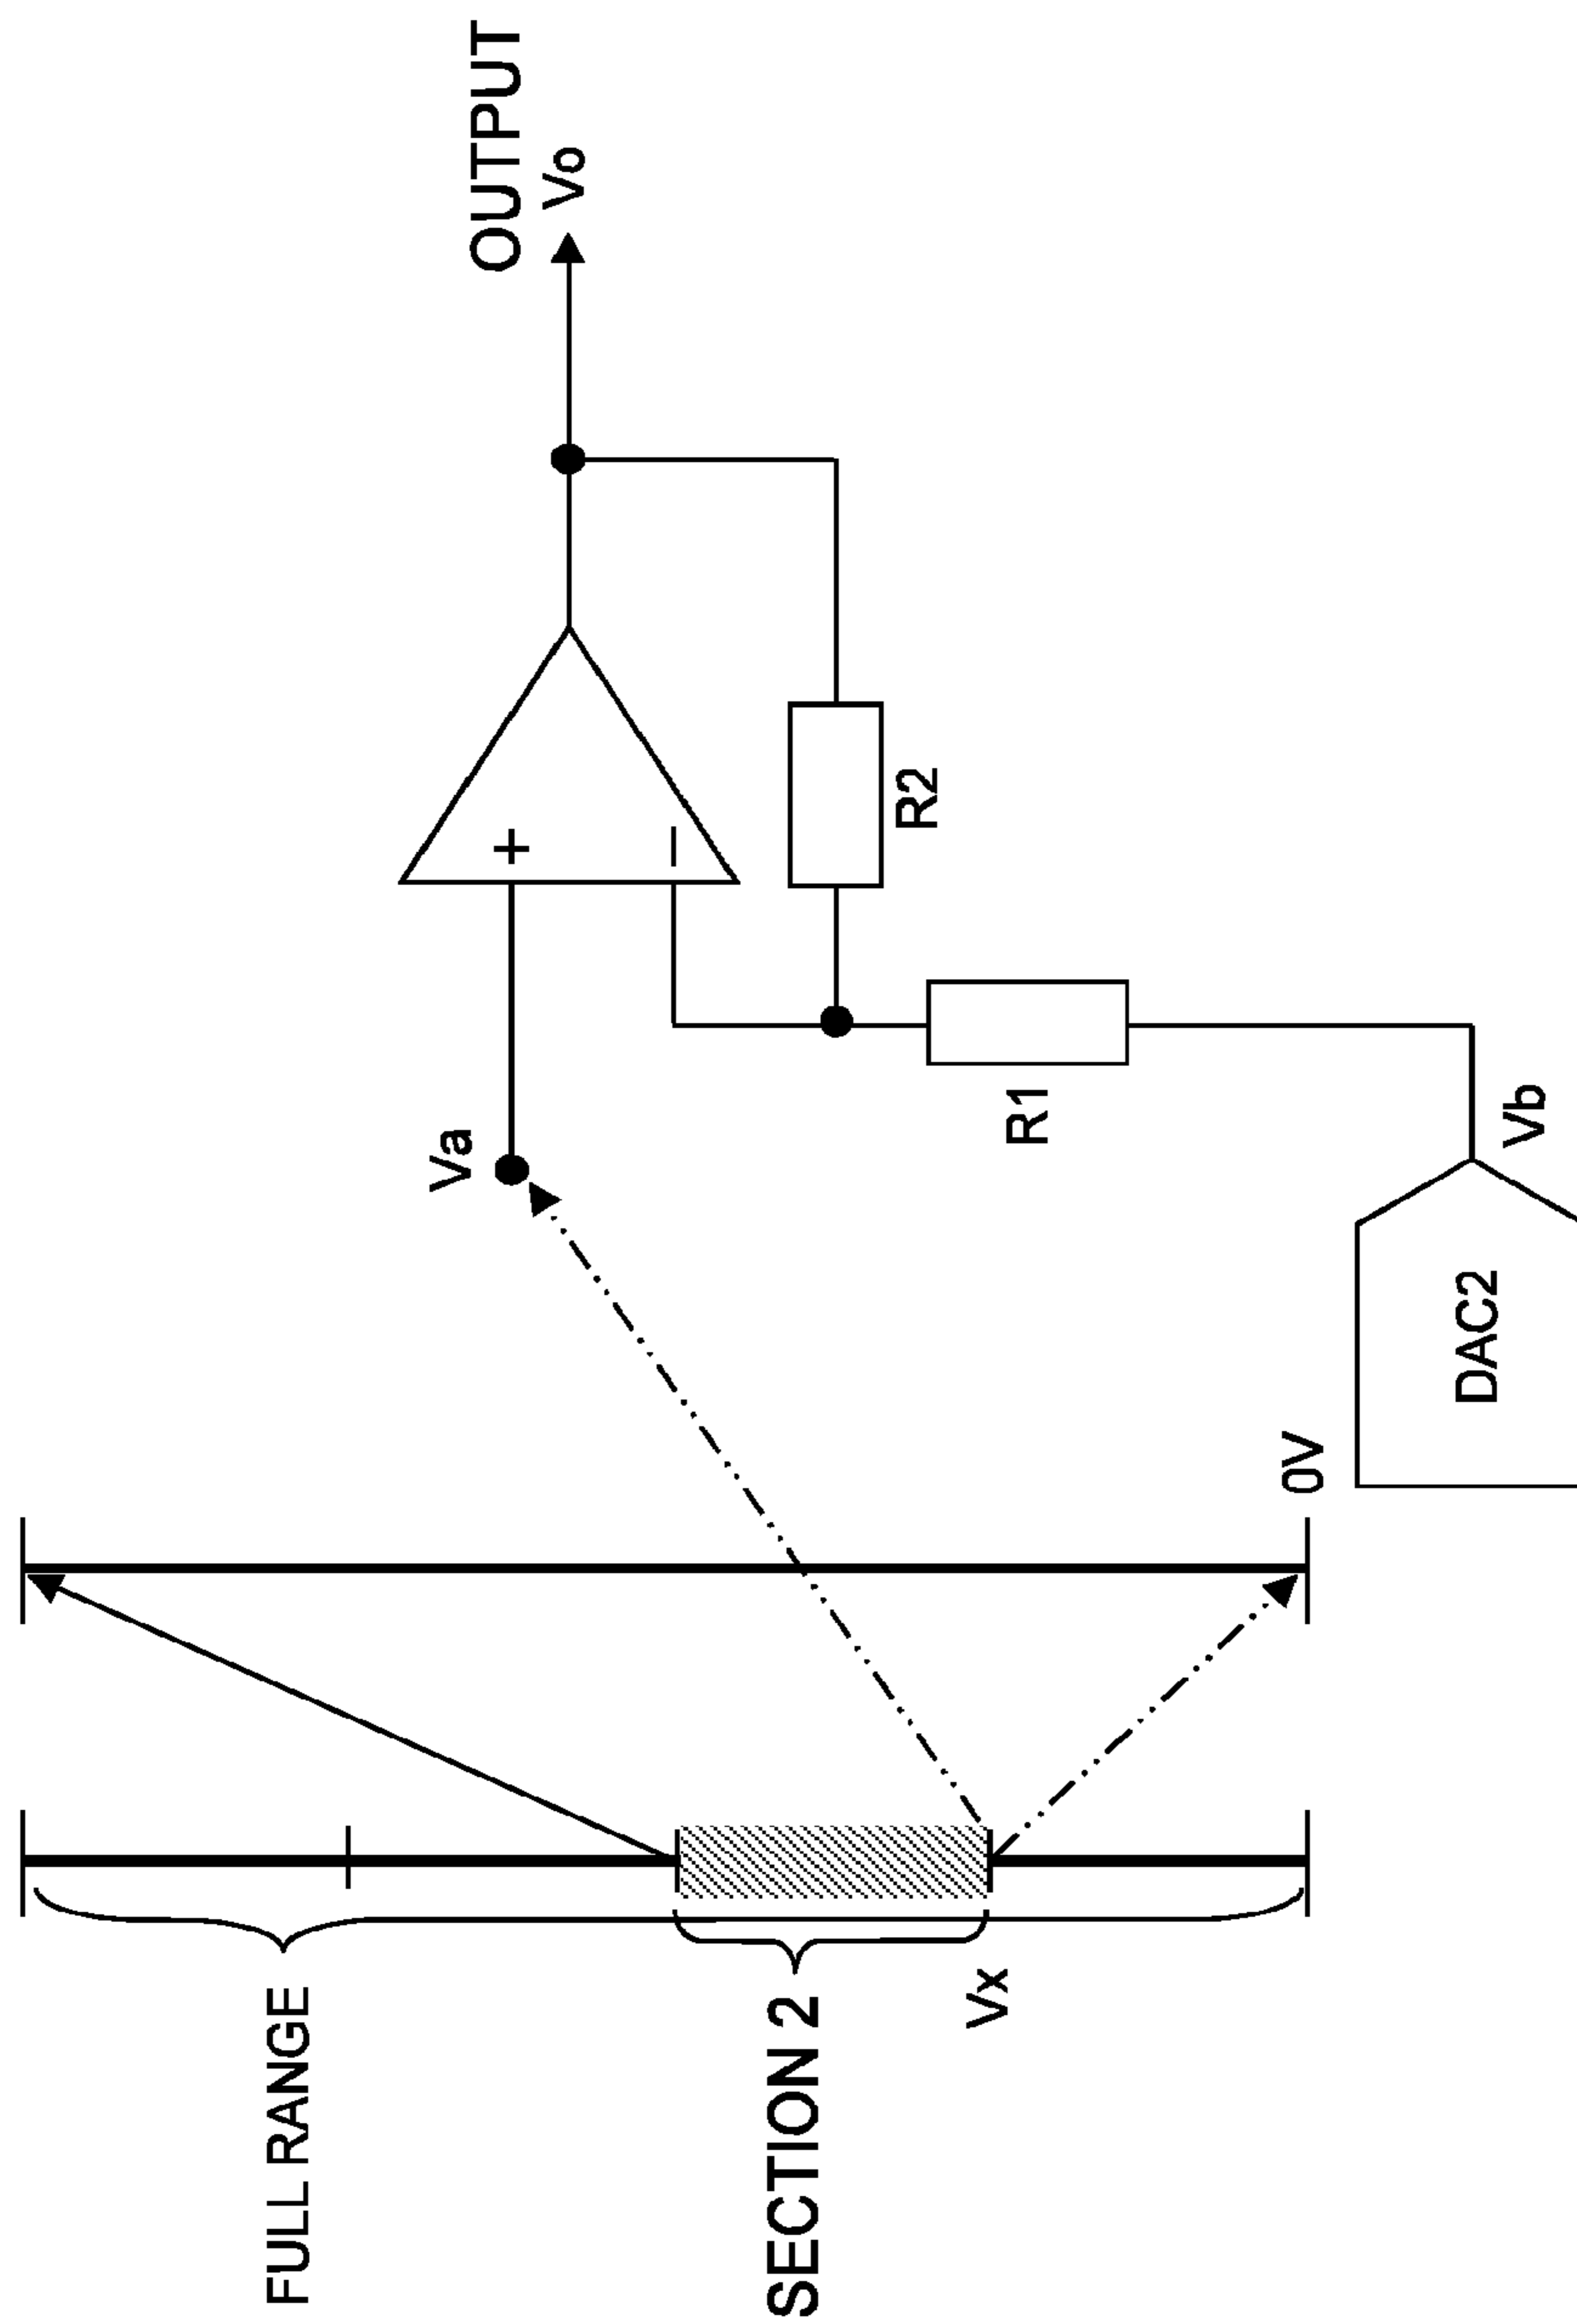 FULL RANGE
SECTION 2
Vx
0V
Va
+
−
R2
R1
DAC2
Vb
OUTPUT
Vo